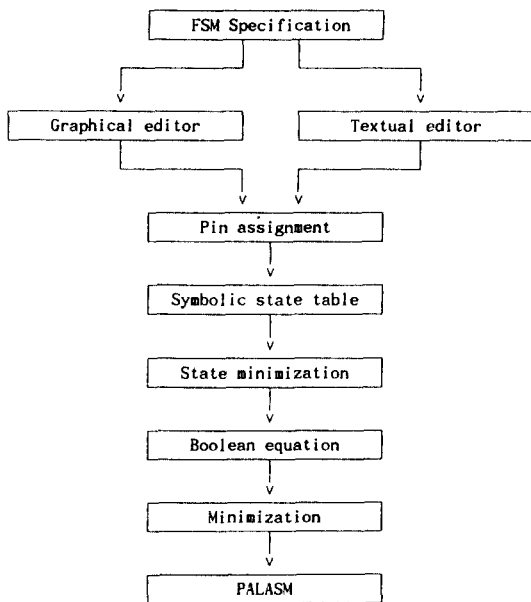 FSM Specification
Graphical editor
Textual editor
Pin assignment
Symbolic state table
State minimization
Boolean equation
Minimization
PALASM